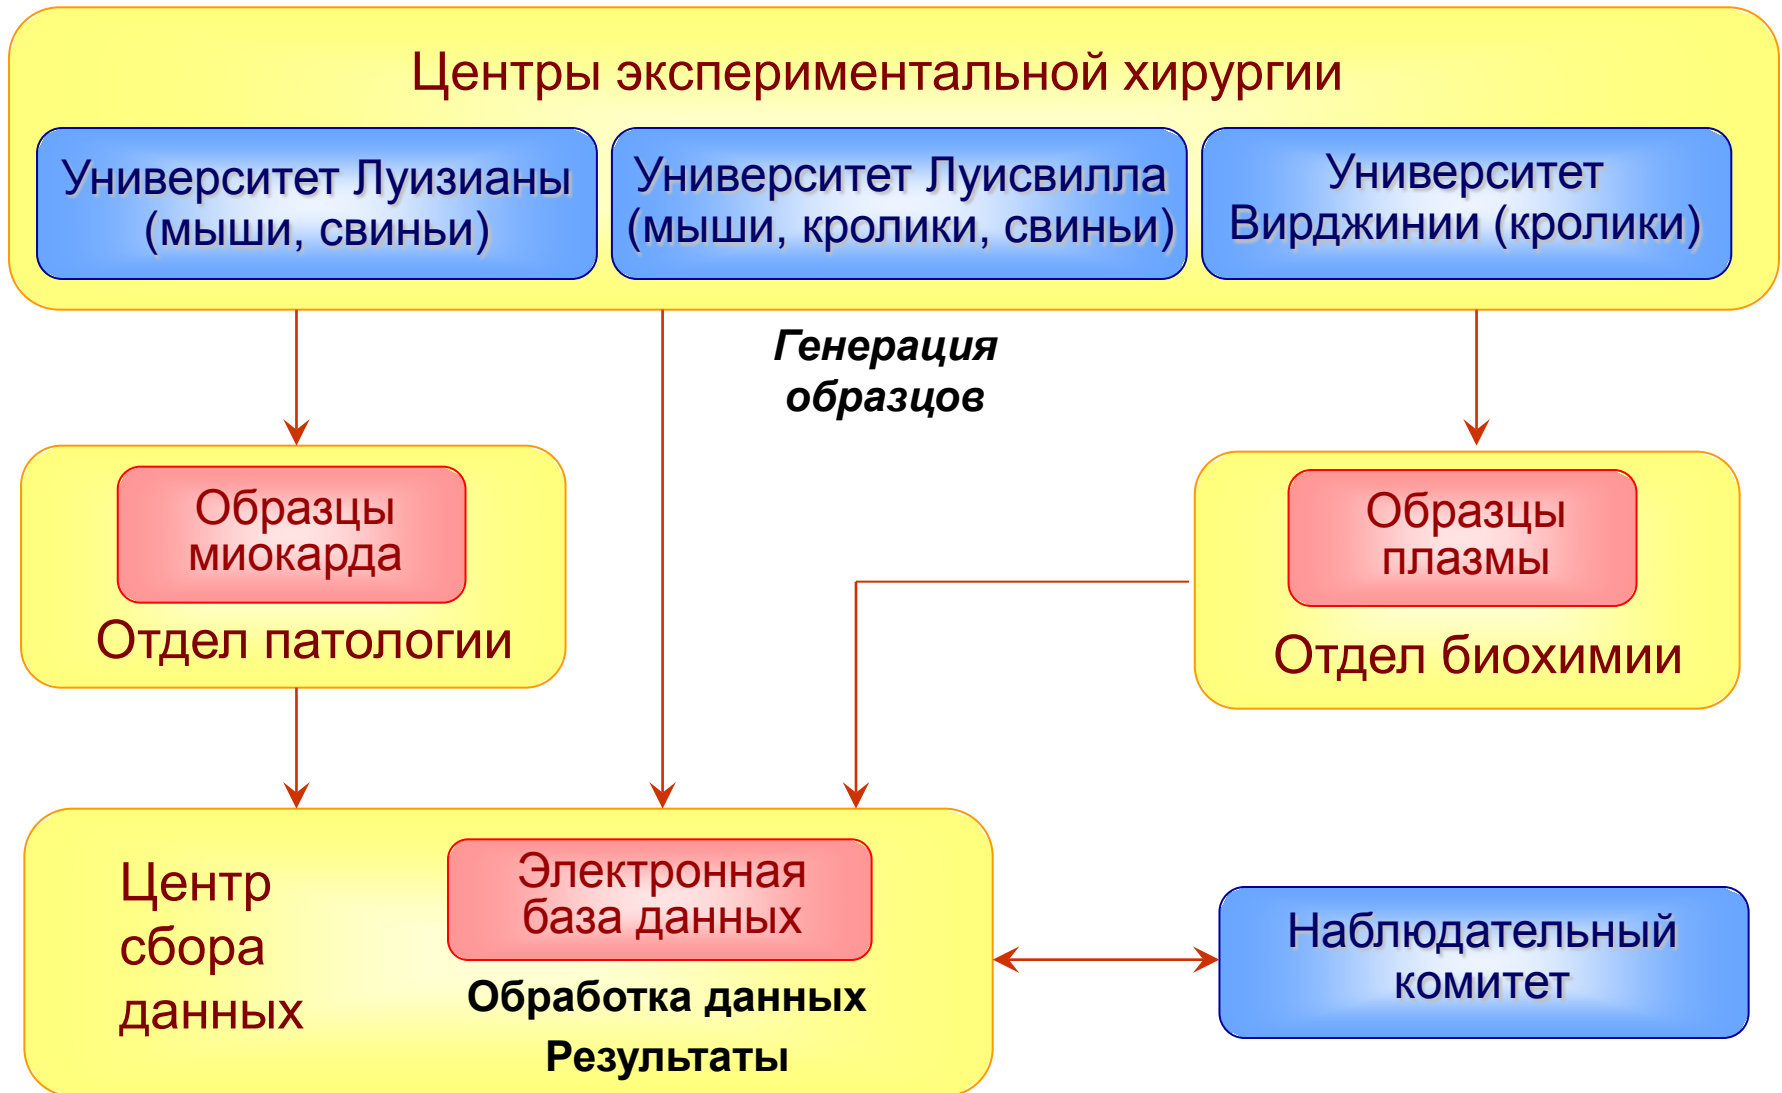 Центры экспериментальной хирургии
Университет Луизианы
(мыши, свиньи)
Университет Луисвилла
(мыши, кролики, свиньи)
Университет
Вирджинии (кролики)
Генерация
образцов
Образцы
миокарда
Отдел патологии
Образцы
плазмы
Отдел биохимии
Центр
сбора
данных
Электронная
база данных
Обработка данных
Результаты
Наблюдательный
комитет